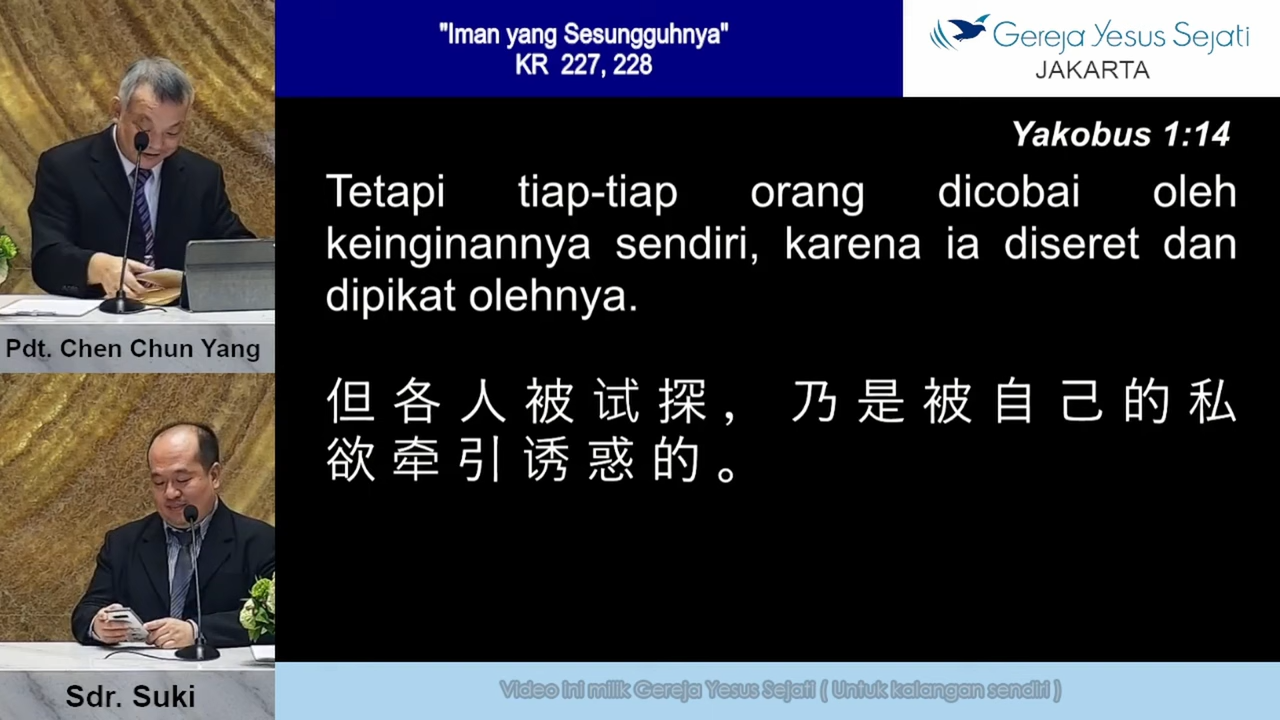 "Iman yang Sesungguhnya"
KR 227, 228
Gereja Yesus Sejati
JAKARTA
Yakobus 1:14
Tetapi tiap-tiap orang dicobai oleh
keinginannya sendiri, karena ia diseret dan
dipikat olehnya.
但各人被试探，乃是被自己的私
欲牵引诱惑的。
Pdt. Chen Chun Yang
Sdr. Suki
Video ini milik Gereja Yesus Sejati ( Untuk kalangan sendiri )